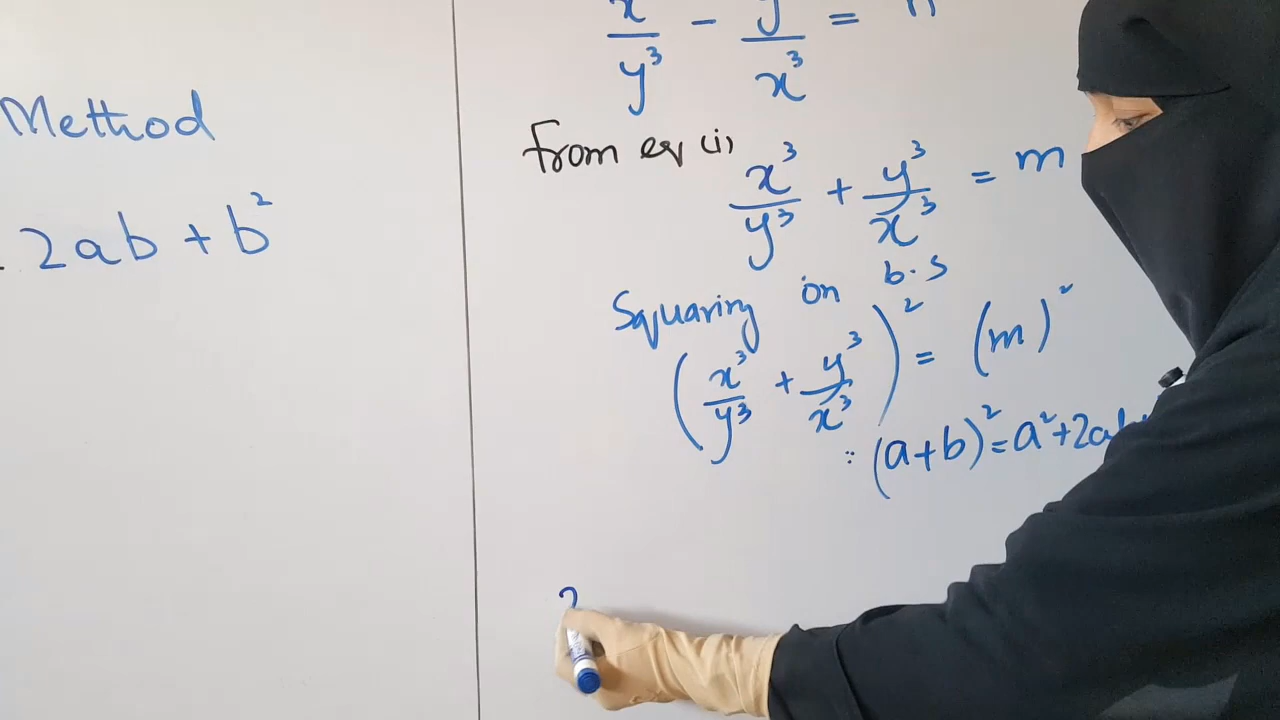 Method
2ab + b²
x/y³ - y/x³ = n
From eq (i)
x³/y³ + y³/x³ = m
Squaring on b.s
(x³/y³ + y³/x³)² = (m)²
∵ (a+b)² = a² + 2ab